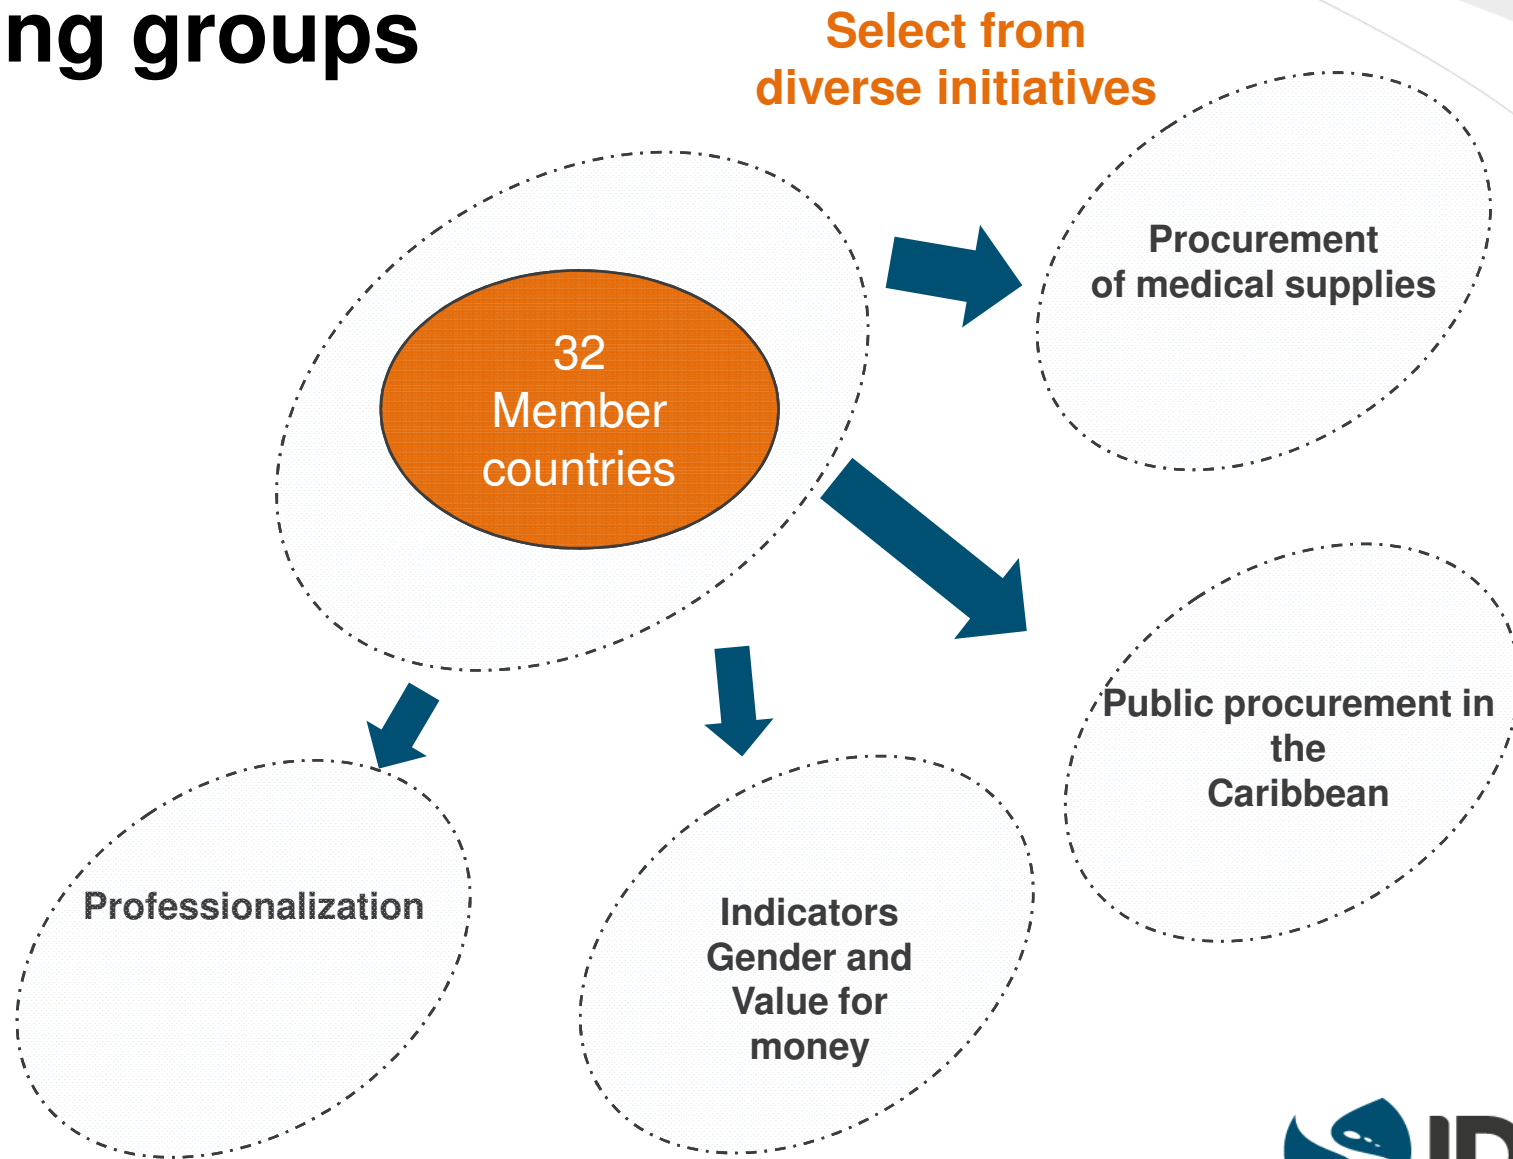 ng groups
Select from
diverse initiatives
Procurement
of medical supplies
32
Member
countries
Public procurement in
the
Caribbean
Professionalization
Indicators
Gender and
Value for
money